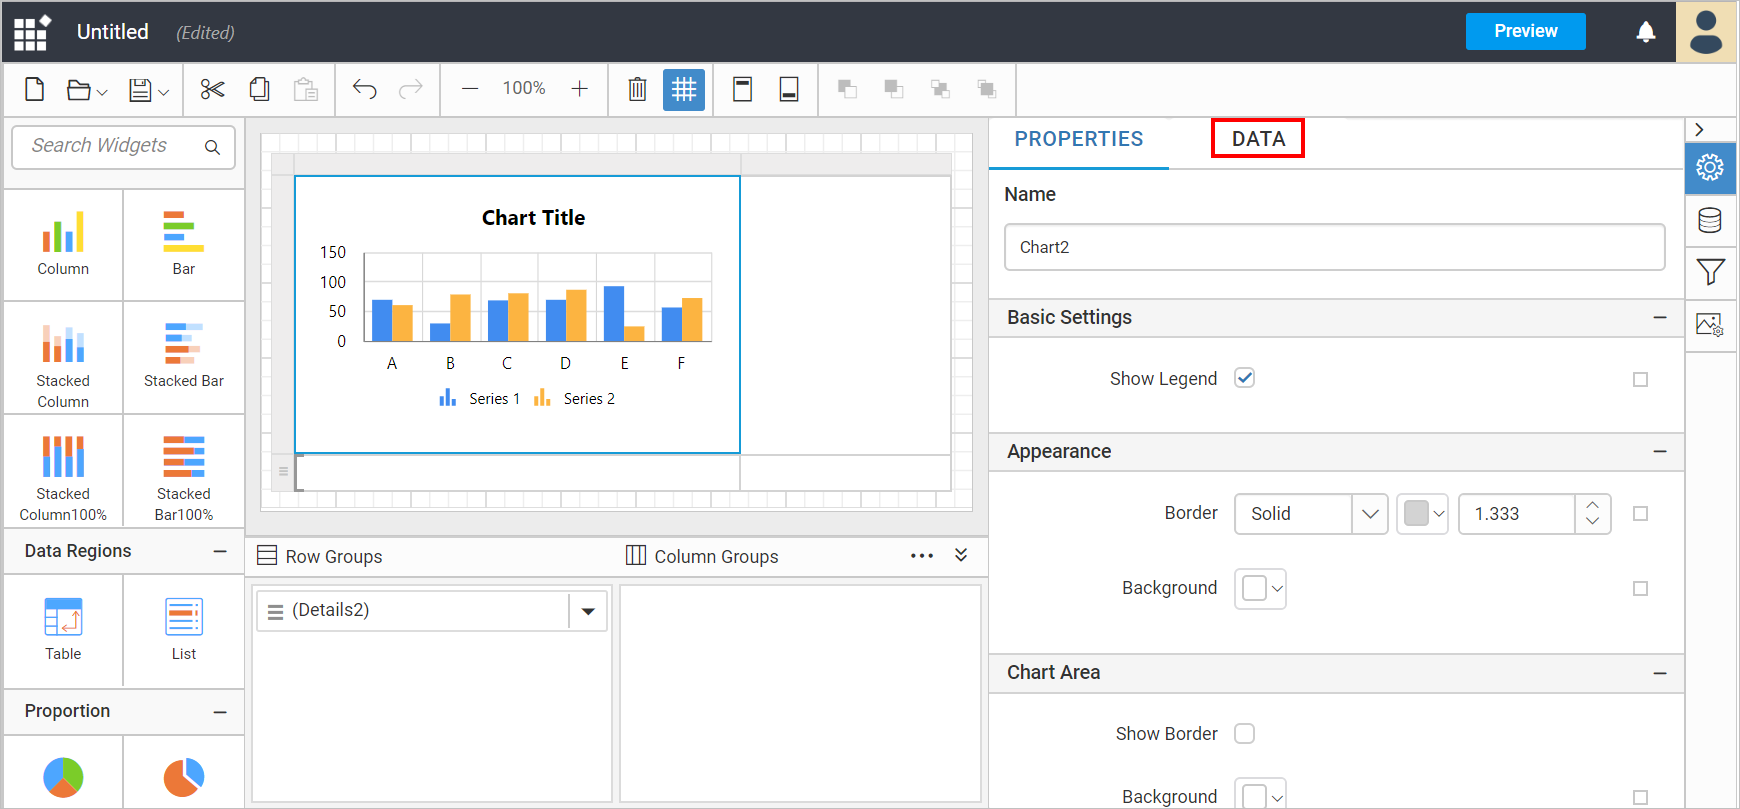 Untitled (Edited)
Preview
100%
Search Widgets
Column
Bar
Stacked
Column
Stacked Bar
Stacked
Column100%
Stacked
Bar100%
Data Regions
Table
List
Proportion
Chart Title
150
100
50
0
A B C D E F
Series 1 Series 2
Row Groups
Column Groups
(Details2)
PROPERTIES
DATA
Name
Chart2
Basic Settings
Show Legend
Appearance
Border Solid 1.333
Background
Chart Area
Show Border
Background